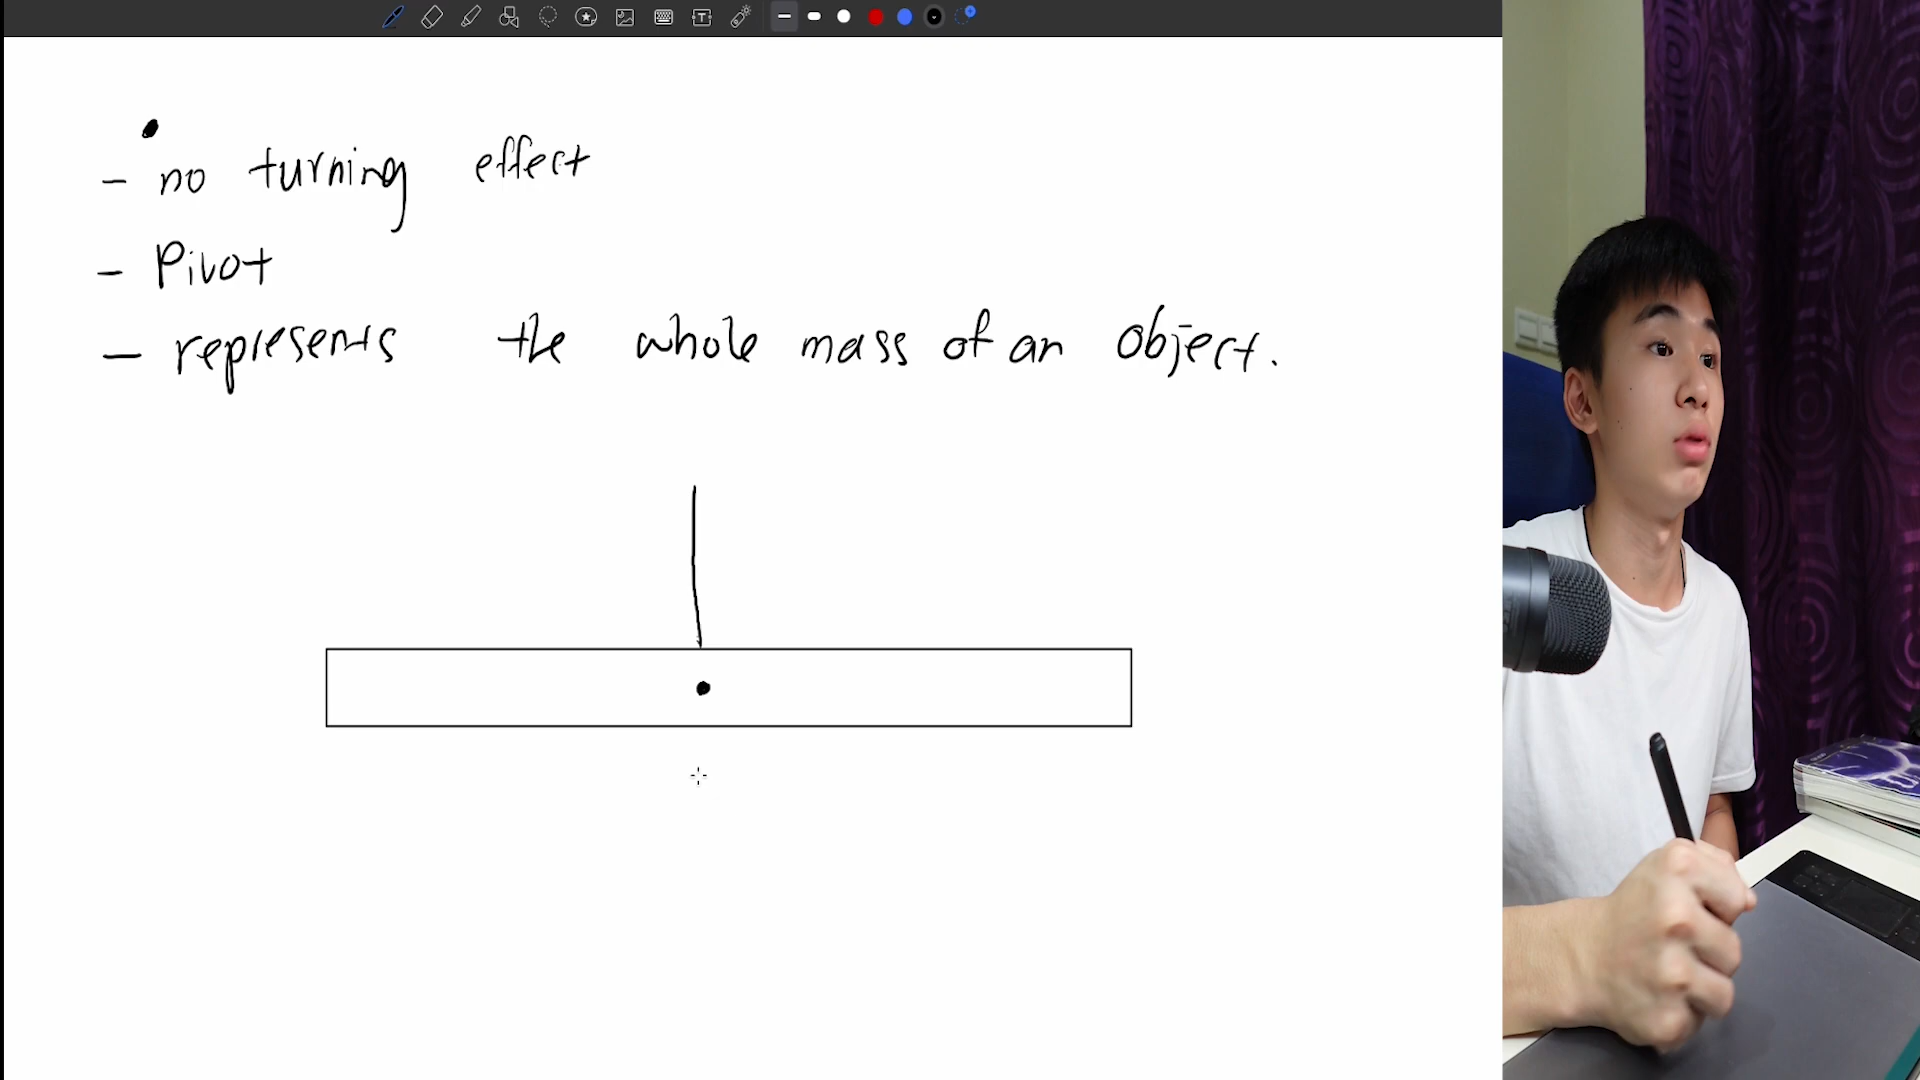 - no turning effect
- Pivot
- represents the whole mass of an object.